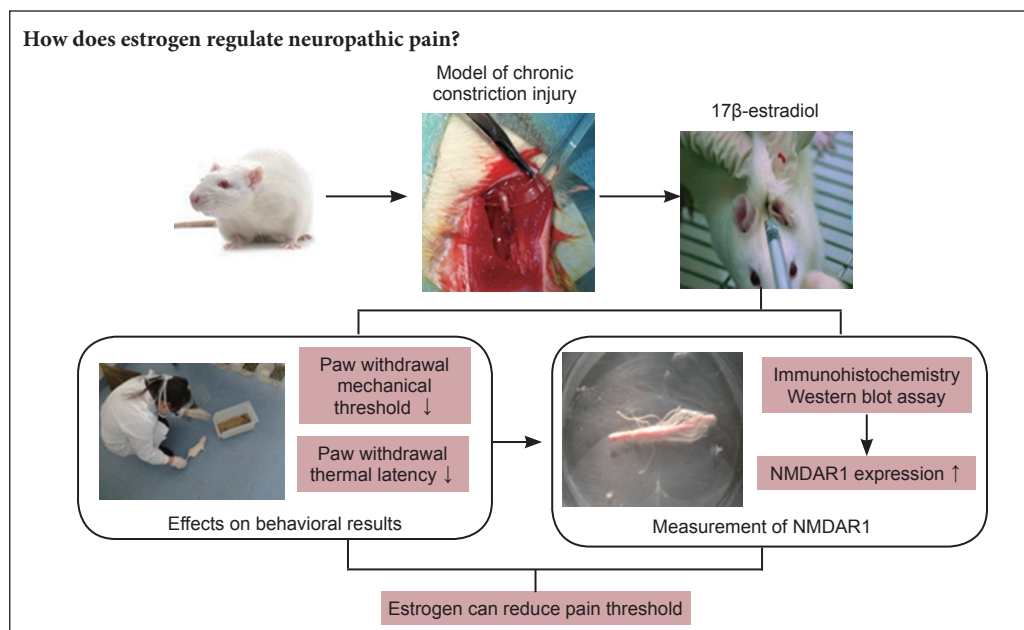 How does estrogen regulate neuropathic pain?
Model of chronic
constriction injury
17β-estradiol
Paw withdrawal
mechanical
threshold ↓
Paw withdrawal
thermal latency ↓
Effects on behavioral results
Immunohistochemistry
Western blot assay
NMDAR1 expression ↑
Measurement of NMDAR1
Estrogen can reduce pain threshold